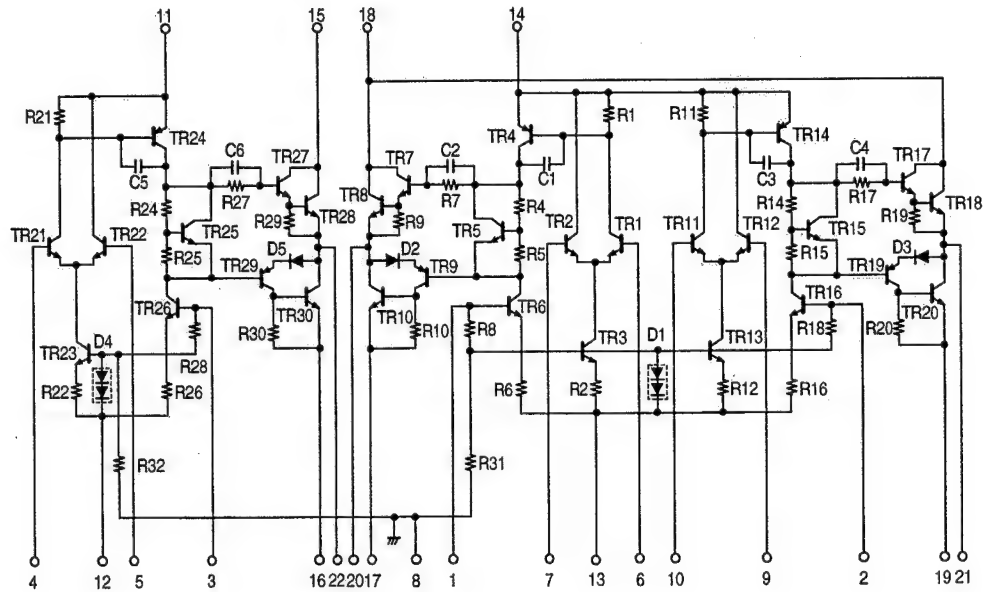 11 15 18 14
R21 R1 R11
TR24 TR4 TR14
C5 C6 TR27 TR7 C2 C1 C3 C4 TR17
R24 R27 TR28 TR8 R7 R4 R14 R17 TR18
TR21 TR22 TR25 R29 R9 TR5 TR2 TR1 TR11 TR12 TR15 R19
R25 D5 D2 R5 R15 D3
TR29 TR9 TR19
TR26 TR30 TR10 TR6 TR16 TR20
TR23 D4 R28 R30 R10 R8 TR3 D1 TR13 R18 R20
R22 R26 R6 R2 R12 R16
R32 R31
4 12 5 3 16 22 20 17 8 1 7 13 6 10 9 2 19 21